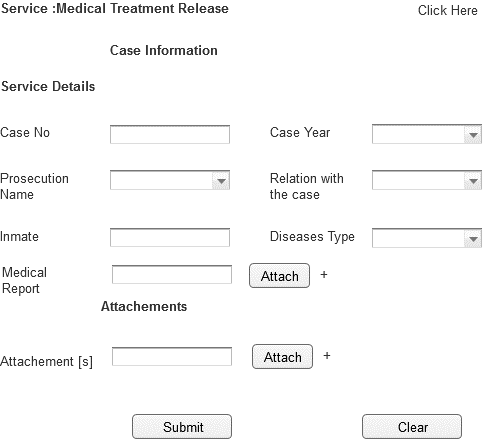 Service :Medical Treatment Release
Click Here
Case Information
Service Details
Case No
Case Year
Prosecution
Name
Relation with
the case
Inmate
Diseases Type
Medical
Report
Attach
+
Attachements
Attachement [s]
Attach
+
Submit
Clear